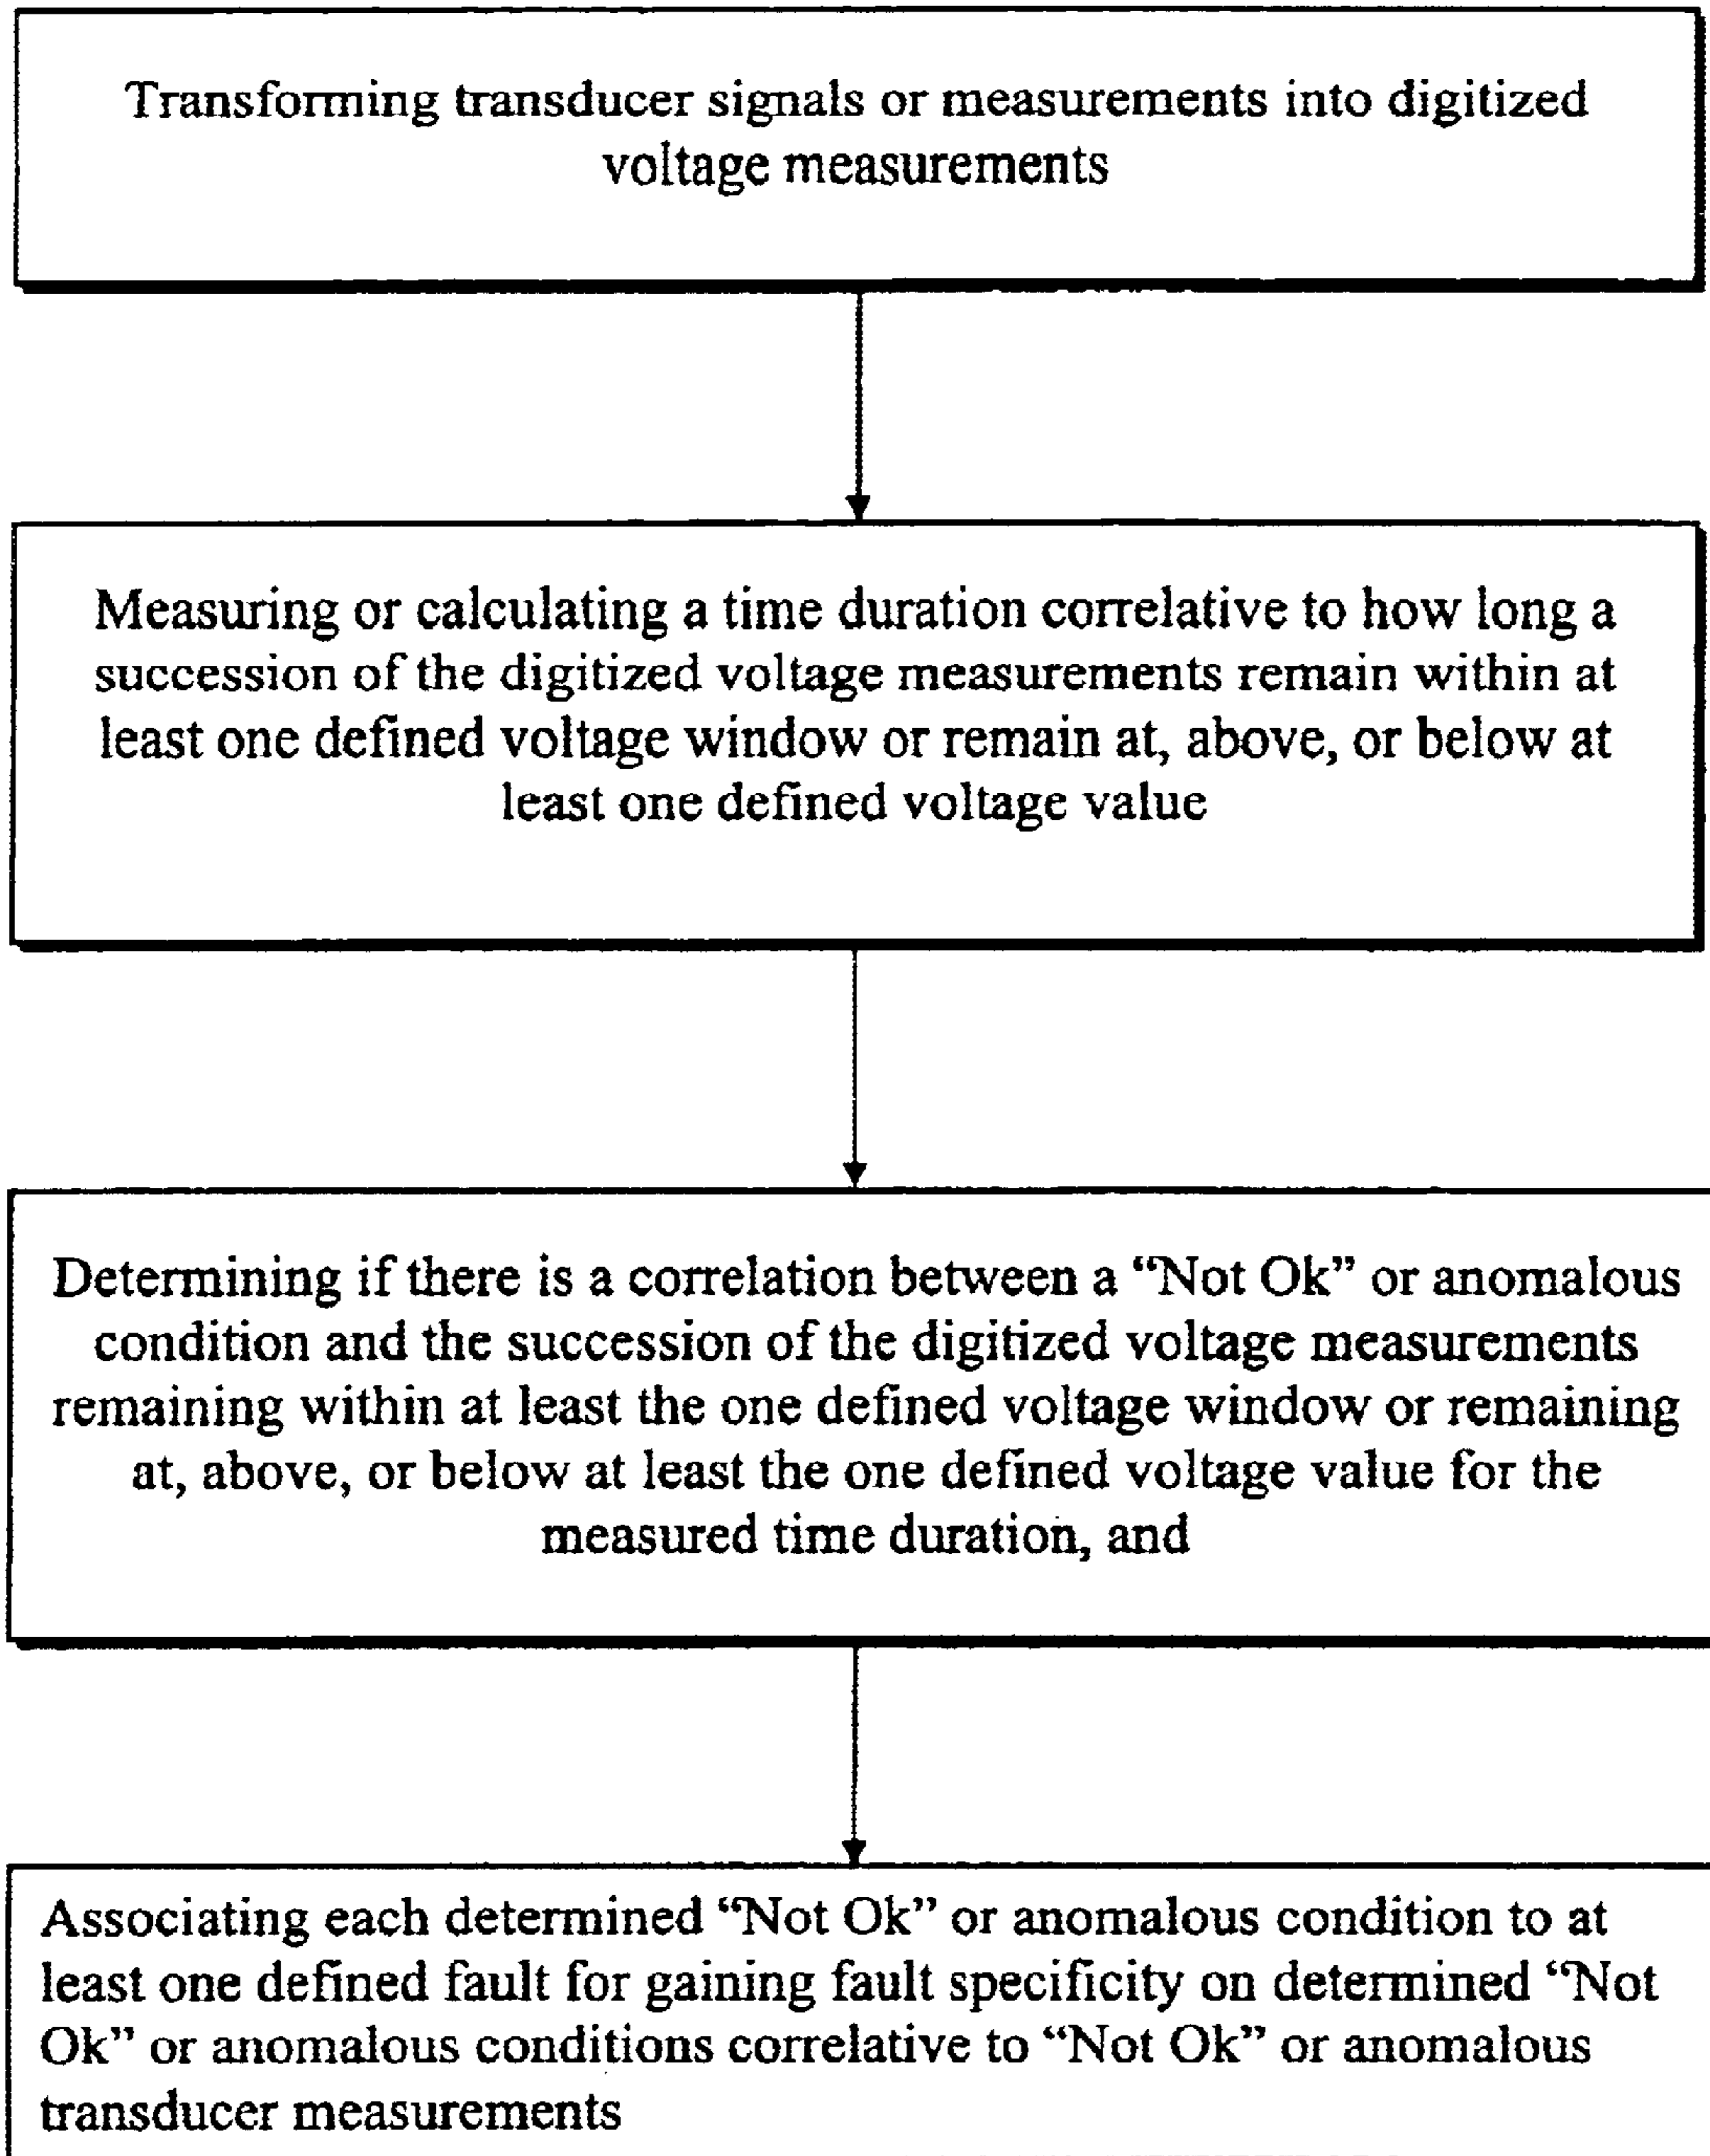 Transforming transducer signals or measurements into digitized
voltage measurements
Measuring or calculating a time duration correlative to how long a
succession of the digitized voltage measurements remain within at
least one defined voltage window or remain at, above, or below at
least one defined voltage value
Determining if there is a correlation between a “Not Ok” or anomalous
condition and the succession of the digitized voltage measurements
remaining within at least the one defined voltage window or remaining
at, above, or below at least the one defined voltage value for the
measured time duration, and
Associating each determined “Not Ok” or anomalous condition to at
least one defined fault for gaining fault specificity on determined “Not
Ok” or anomalous conditions correlative to “Not Ok” or anomalous
transducer measurements